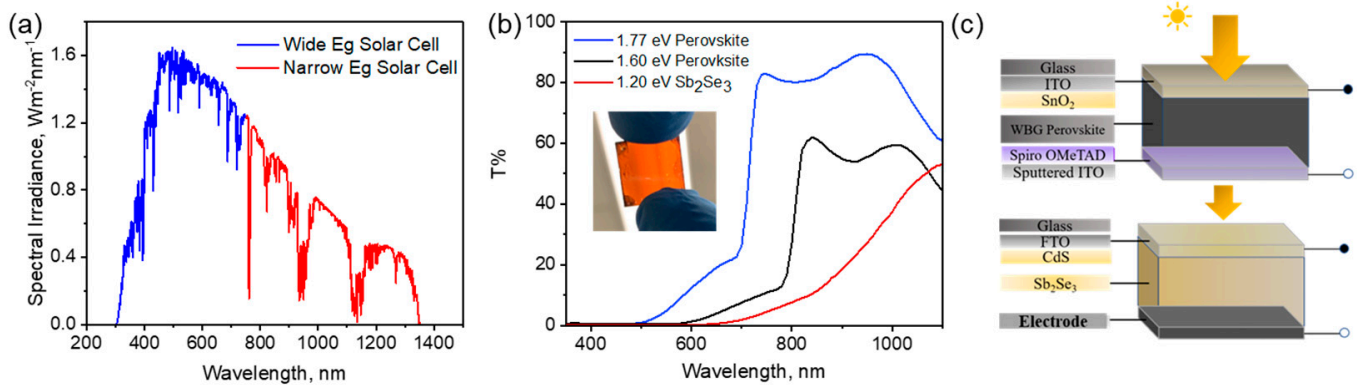 (a)
Spectral Irradiance, Wm⁻²nm⁻¹
1.6
1.2
0.8
0.4
0.0
Wide Eg Solar Cell
Narrow Eg Solar Cell
200 400 600 800 1000 1200 1400
Wavelength, nm
(b)
T%
100
80
60
40
20
0
1.77 eV Perovskite
1.60 eV Perovksite
1.20 eV Sb₂Se₃
400 600 800 1000
Wavelength, nm
(c)
Glass
ITO
SnO₂
WBG Perovskite
Spiro OMeTAD
Sputtered ITO
Glass
FTO
CdS
Sb₂Se₃
Electrode